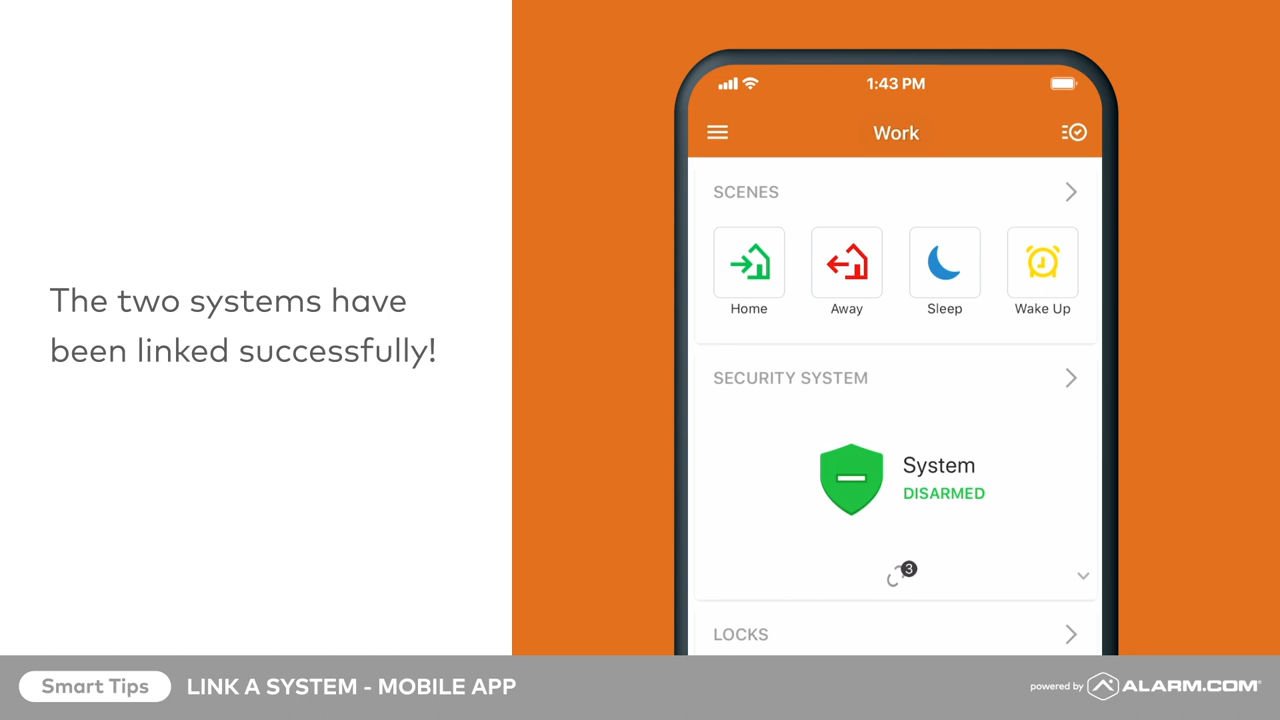 The two systems have
been linked successfully!
1:43 PM
Work
SCENES
Home
Away
Sleep
Wake Up
SECURITY SYSTEM
System
DISARMED
3
LOCKS
Smart Tips
LINK A SYSTEM - MOBILE APP
powered by ALARM.COM®